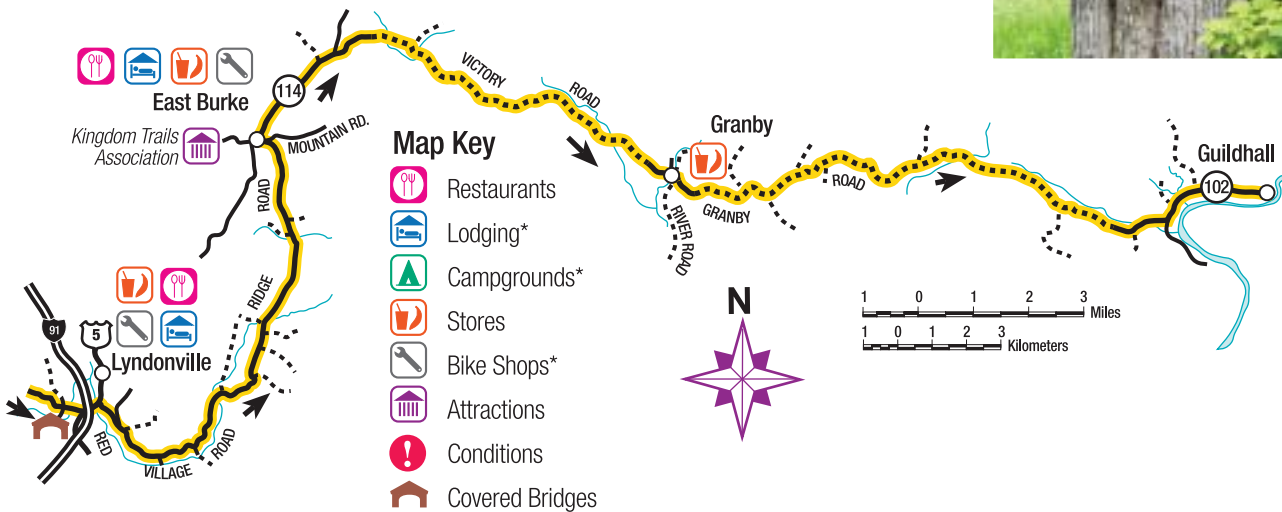 East Burke
114
Kingdom Trails
Association
MOUNTAIN RD.
VICTORY
ROAD
Granby
GRANBY
ROAD
RIVER ROAD
Guildhall
102
ROAD
RIDGE
91
5
Lyndonville
RED
VILLAGE
ROAD
Map Key
Restaurants
Lodging*
Campgrounds*
Stores
Bike Shops*
Attractions
! Conditions
Covered Bridges
N
1 0 1 2 3 Miles
1 0 1 2 3 Kilometers